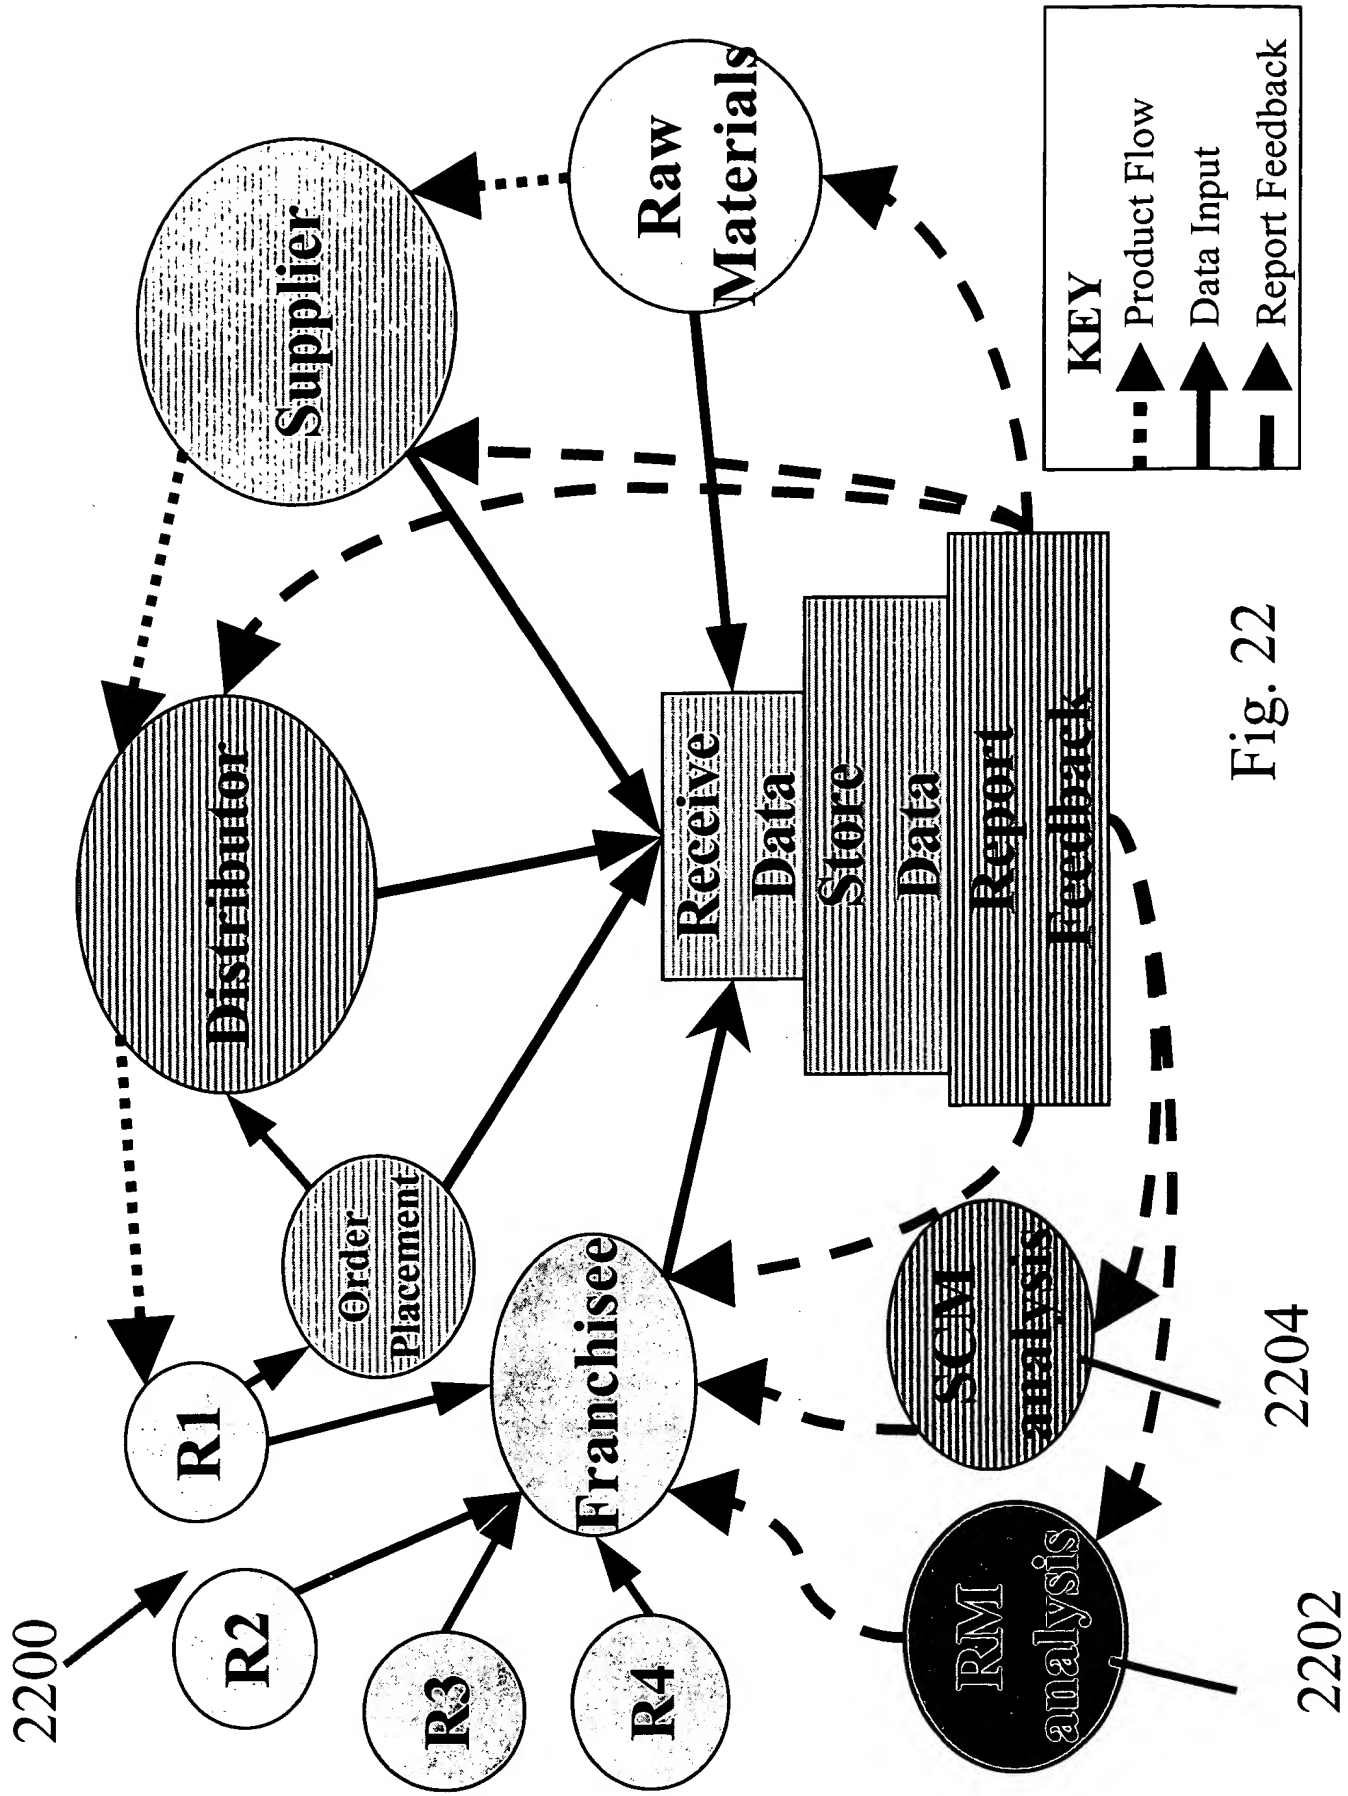 2200
R1
R2
R3
R4
Order
Placement
Distributor
Supplier
Raw
Materials
Franchisee
Receive
Data
Store
Data
Report
Feedback
SCM
analysis
RM
analysis
2202
2204
KEY
Product Flow
Data Input
Report Feedback
Fig. 22